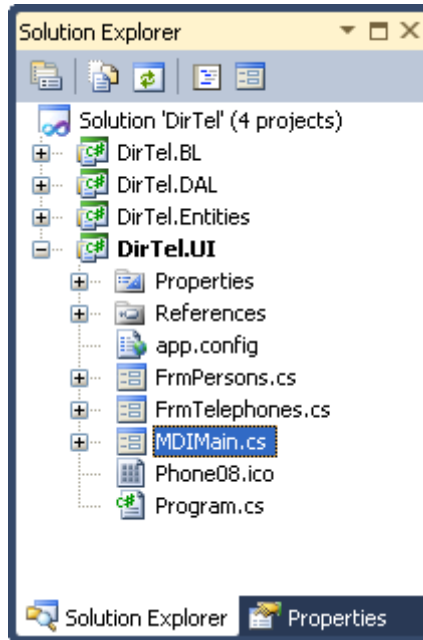 Solution Explorer
Solution 'DirTel' (4 projects)
DirTel.BL
DirTel.DAL
DirTel.Entities
DirTel.UI
Properties
References
app.config
FrmPersons.cs
FrmTelephones.cs
MDIMain.cs
Phone08.ico
Program.cs
Solution Explorer Properties